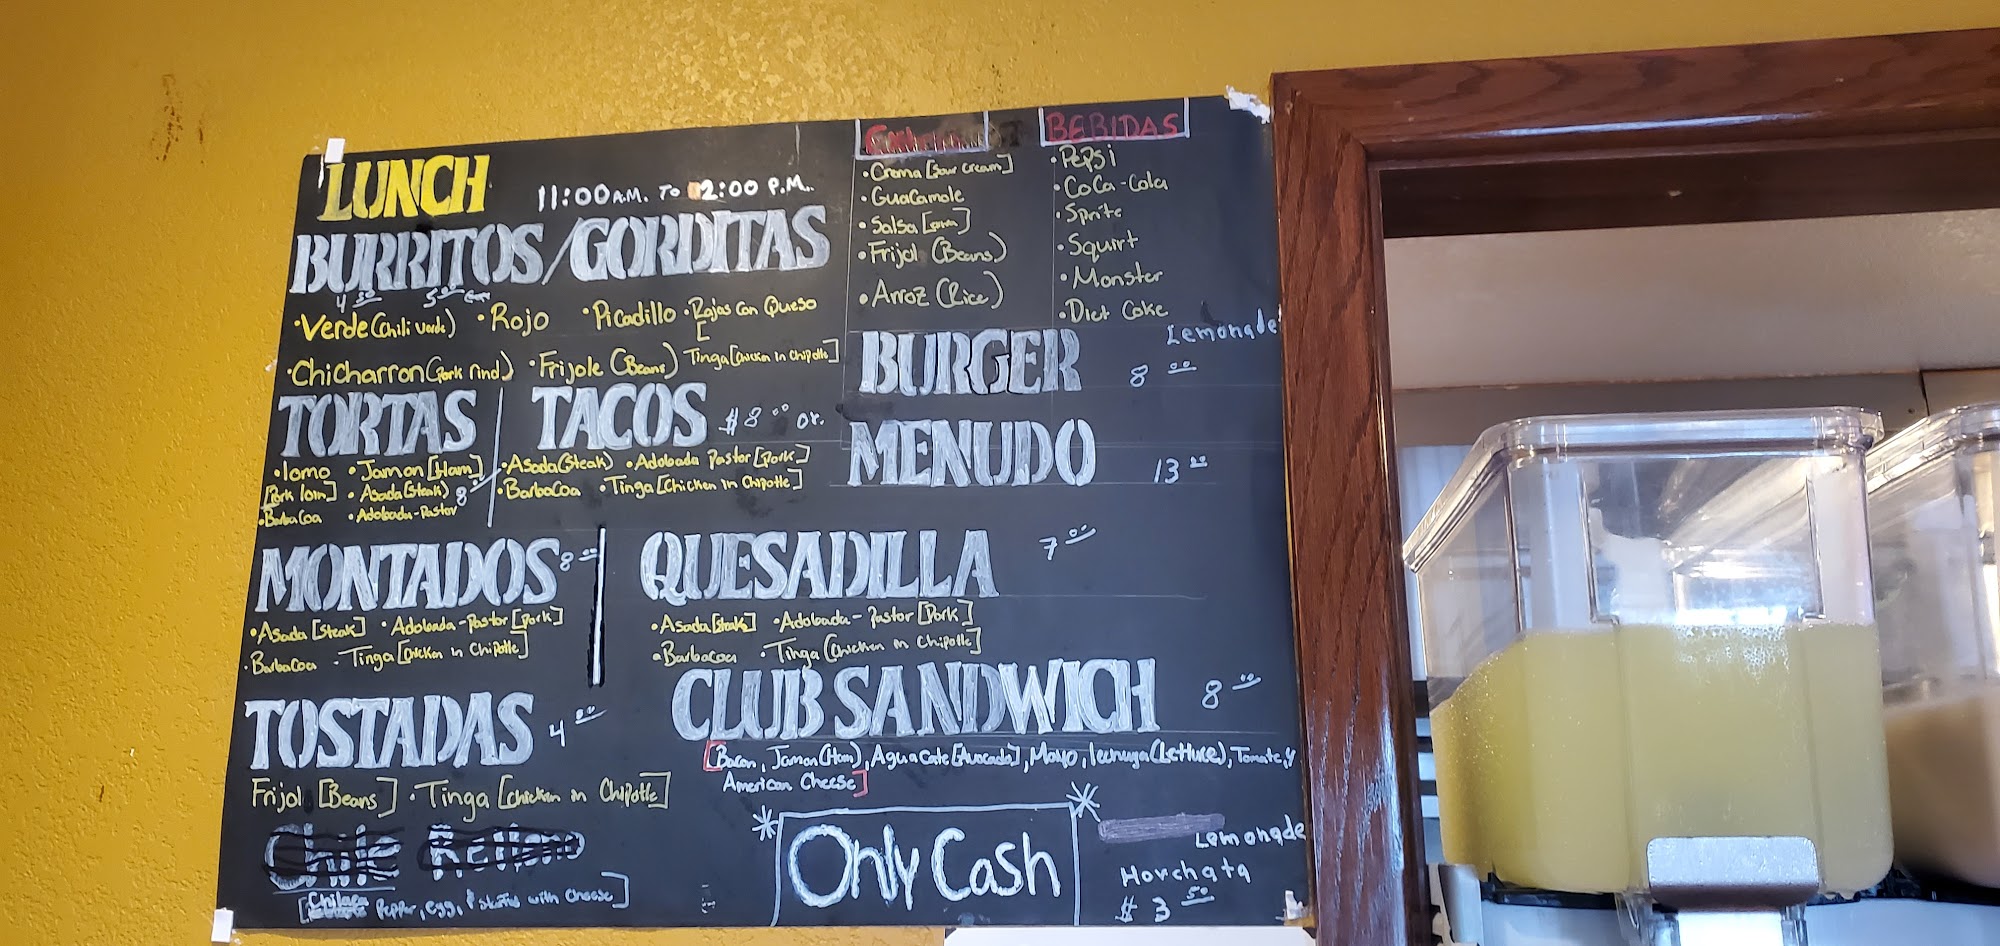 LUNCH 11:00 A.M. TO 2:00 P.M.
BURRITOS/GORDITAS
4.00 5.00
•Verde (Chili Verde) •Rojo •Picadillo •Rajas Con Queso
[
•Chicharron (Pork rind) •Frijole (Beans) Tinga [Chicken in Chipotle]
TORTAS
•lomo •Jamon [Ham]
[Pork loin] •Asada (Steak) 8
•BarbaCoa •Adobada-Pastor
TACOS $8.00 or.
•Asada (Steak) •Adobada Pastor [Pork]
•BarbaCoa •Tinga [Chicken in Chipotle]
MONTADOS 8.00
•Asada [Steak] •Adobada-Pastor [Pork]
•BarbaCoa •Tinga [Chicken in Chipotle]
TOSTADAS 4.00
Frijol [Beans] •Tinga [Chicken in Chipotle]
Chile Relleno
[Pepper, egg, with Cheese]
•Crema [Sour Cream]
•GuaCamole
•Salsa
•Frijol (Beans)
•Arroz (Rice)
BEBIDAS
•Pepsi
•CoCa-Cola
•Sprite
•Squirt
•Monster
•Diet Coke
Lemonade
BURGER 8.00
MENUDO 13.00
QUESADILLA 7.00
•Asada [Steak] •Adobada-Pastor [Pork]
•Barbacoa •Tinga [Chicken in Chipotle]
CLUB SANDWICH 8.00
[Bacon, Jamon (Ham), AguaCate [Avocado], Mayo, lechuga (Lettuce), Tomate, y
American Cheese]
*Only Cash*
Lemonade
Horchata
$3.50